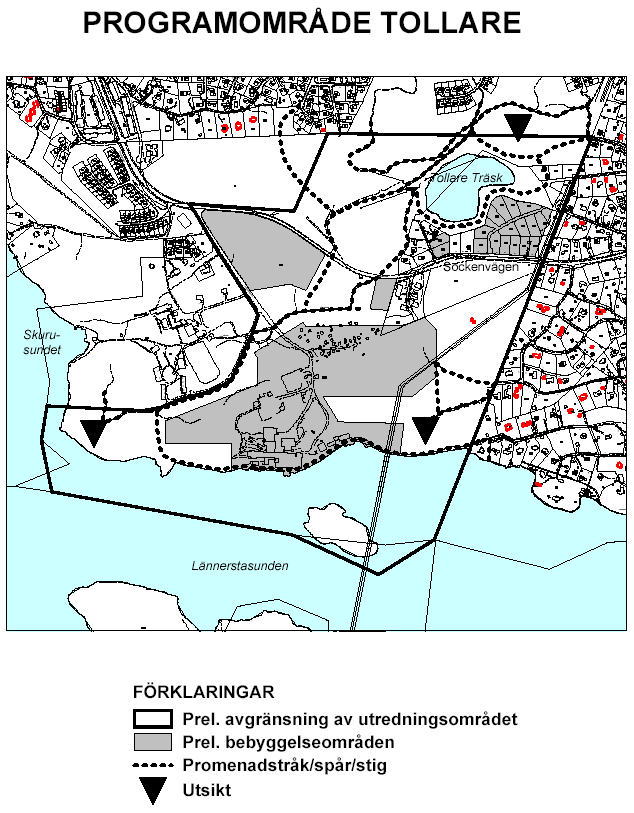 PROGRAMOMRÅDE TOLLARE
Tollare Träsk
Sockenvägen
Skuru-
sundet
Lännerstasunden
FÖRKLARINGAR
Prel. avgränsning av utredningsområdet
Prel. bebyggelseområden
Promenadstråk/spår/stig
Utsikt